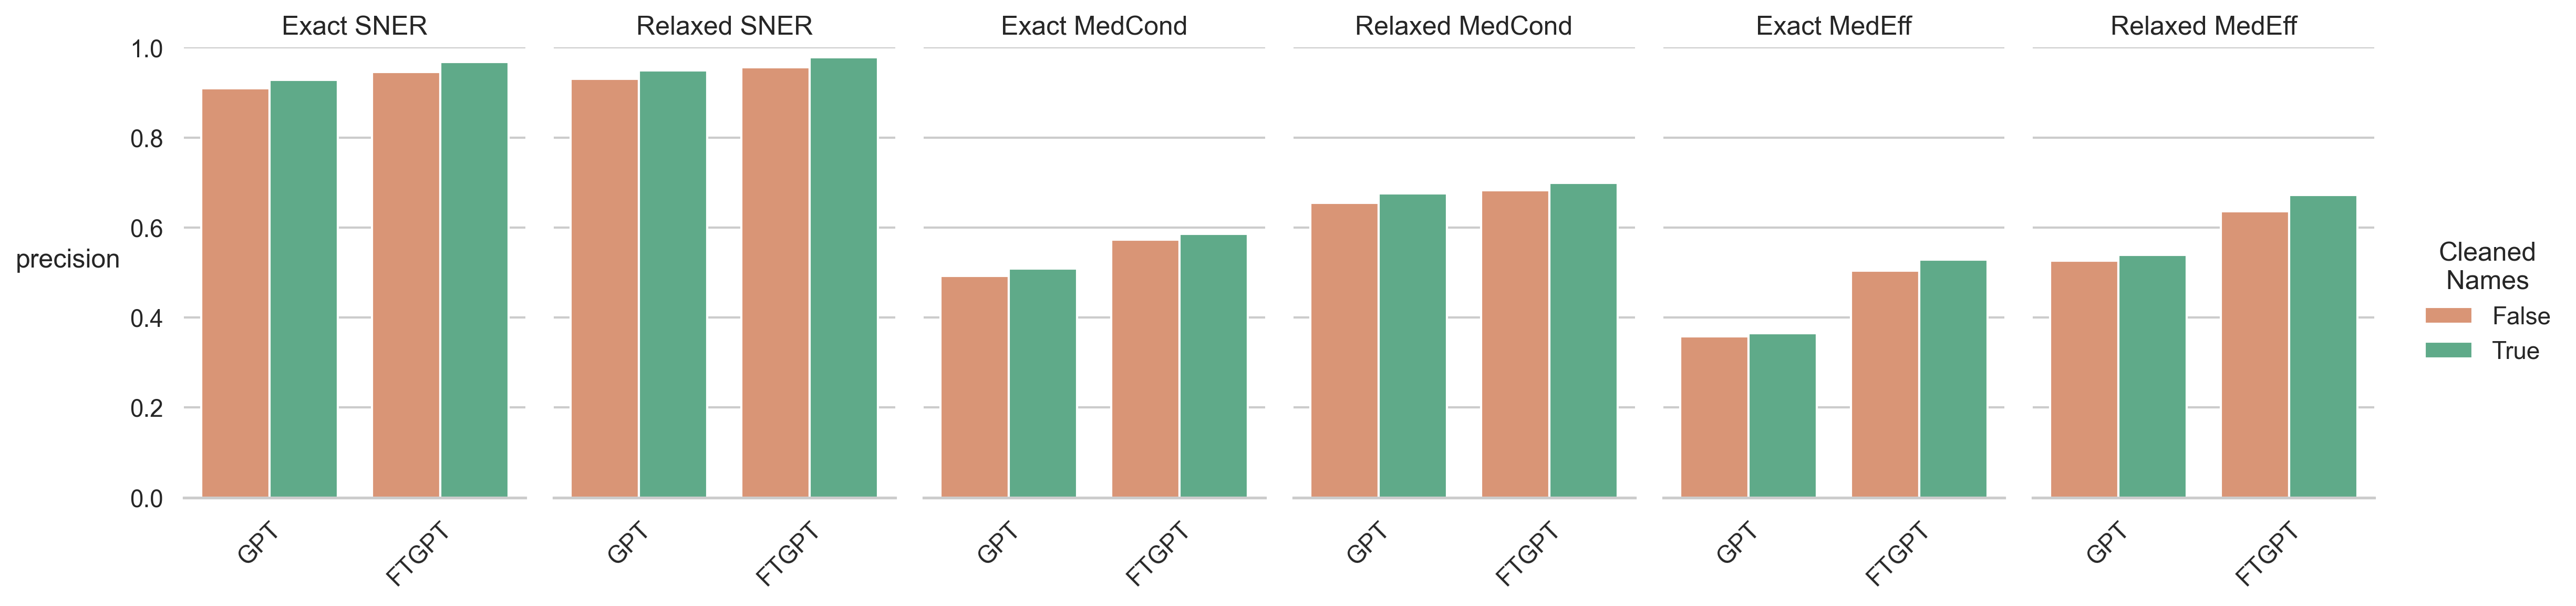 Exact SNER
Relaxed SNER
Exact MedCond
Relaxed MedCond
Exact MedEff
Relaxed MedEff
1.0
0.8
0.6
0.4
0.2
0.0
precision
GPT
FTGPT
GPT
FTGPT
GPT
FTGPT
GPT
FTGPT
GPT
FTGPT
GPT
FTGPT
Cleaned
Names
False
True